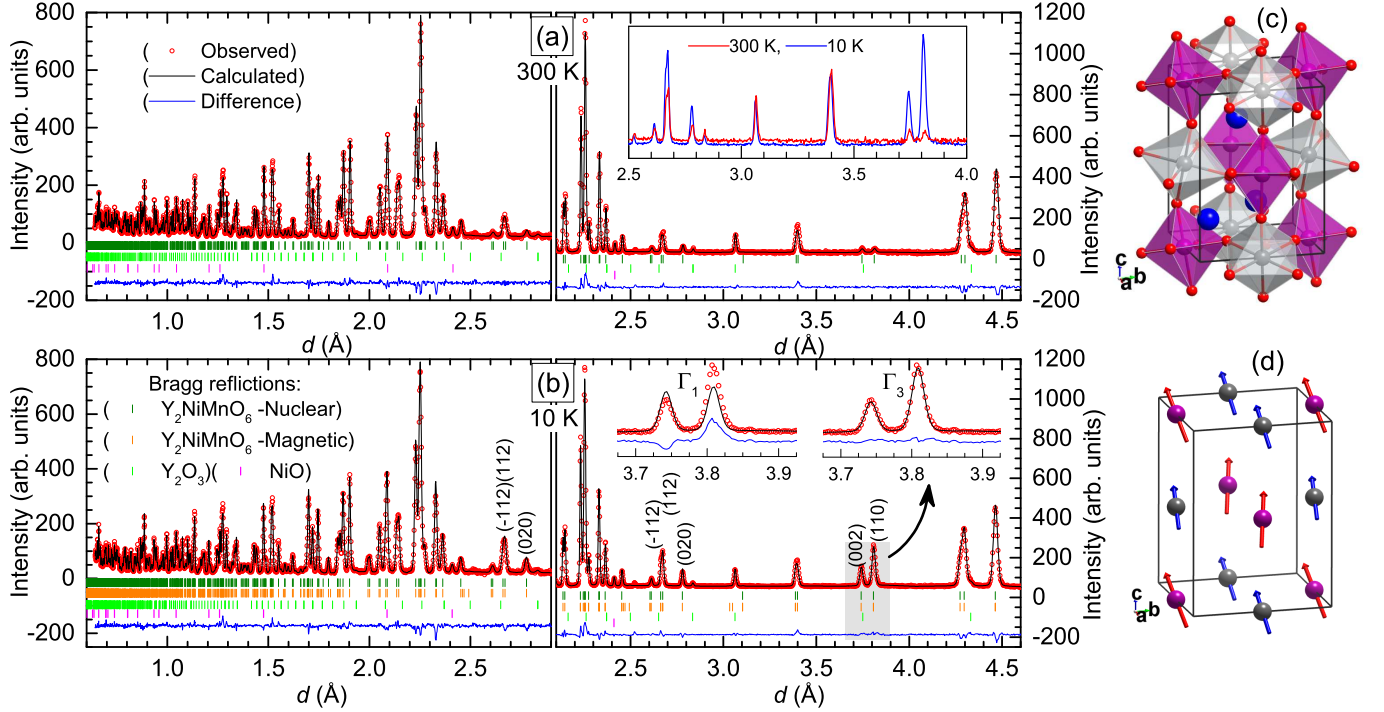 800
600
400
200
0
-200
Intensity (arb. units)
( Observed)
( Calculated)
( Difference)
(a)
300 K
1.0
1.5
2.0
2.5
d (Å)
300 K, 10 K
2.5
3.0
3.5
4.0
2.5
3.0
3.5
4.0
4.5
d (Å)
1200
1000
800
600
400
200
0
-200
Intensity (arb. units)
(c)
c
a b
800
600
400
200
0
-200
Intensity (arb. units)
Bragg reflictions:
( Y2NiMnO6 -Nuclear)
( Y2NiMnO6 -Magnetic)
( Y2O3)( NiO)
(b)
10 K
(-112)(112
(020)
1.0
1.5
2.0
2.5
d (Å)
Γ1
3.7
3.8
3.9
Γ3
3.7
3.8
3.9
(-112)
(112)
(020)
(002)
(110)
2.5
3.0
3.5
4.0
4.5
d (Å)
1200
1000
800
600
400
200
0
-200
Intensity (arb. units)
(d)
c
a b